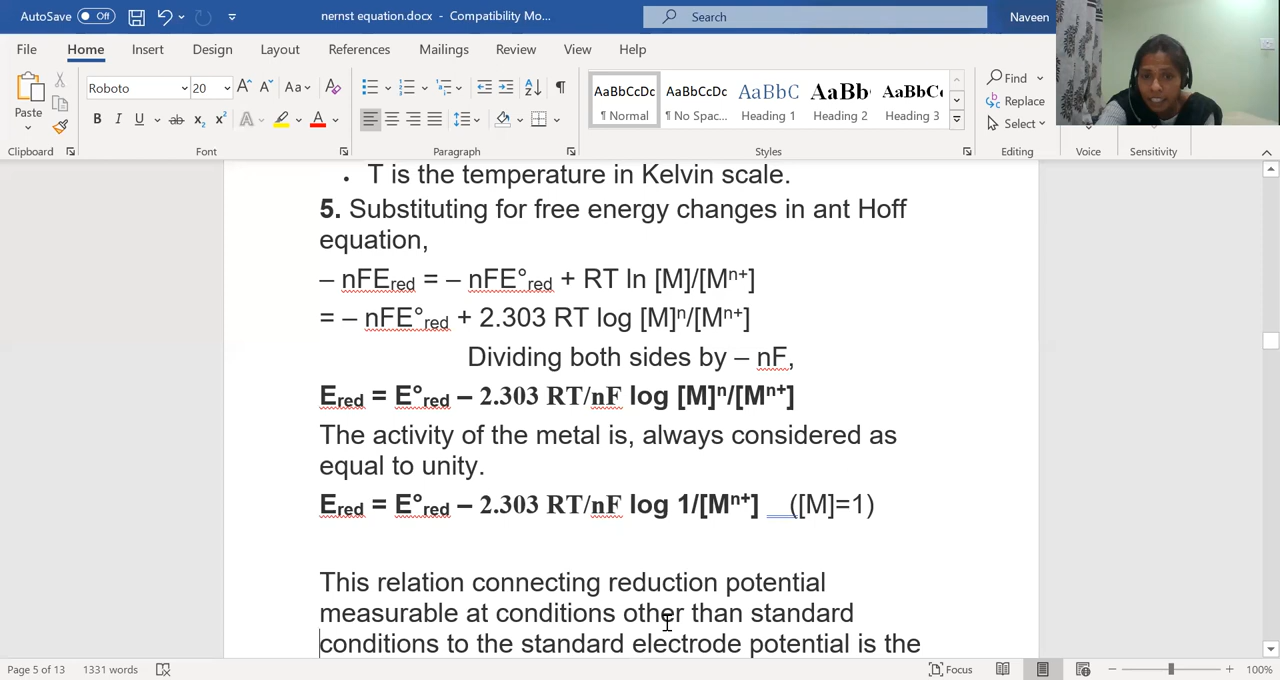 AutoSave Off nernst equation.docx - Compatibility Mo... Search Naveen
File Home Insert Design Layout References Mailings Review View Help
Paste Roboto 20 A A Aa A
B I U ab x₂ x² A A
AaBbCcDc AaBbCcDc AaBbC AaBb AaBbC
¶ Normal ¶ No Spac... Heading 1 Heading 2 Heading 3
Find
Replace
Select
Clipboard Font Paragraph Styles Editing Voice Sensitivity
• T is the temperature in Kelvin scale.
5. Substituting for free energy changes in ant Hoff
equation,
– nFEred = – nFE°red + RT ln [M]/[Mⁿ⁺]
= – nFE°red + 2.303 RT log [M]ⁿ/[Mⁿ⁺]
Dividing both sides by – nF,
Ered = E°red – 2.303 RT/nF log [M]ⁿ/[Mⁿ⁺]
The activity of the metal is, always considered as
equal to unity.
Ered = E°red – 2.303 RT/nF log 1/[Mⁿ⁺] ([M]=1)
This relation connecting reduction potential
measurable at conditions other than standard
conditions to the standard electrode potential is the
Page 5 of 13 1331 words Focus 100%